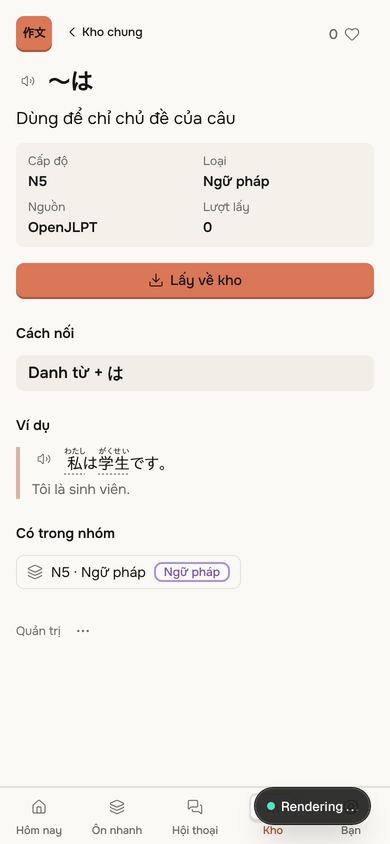 作文
Kho chung
0
〜は
Dùng để chỉ chủ đề của câu
Cấp độ
Loại
N5
Ngữ pháp
Nguồn
Lượt lấy
OpenJLPT
0
Lấy về kho
Cách nối
Danh từ + は
Ví dụ
わたし がくせい
私は学生です。
Tôi là sinh viên.
Có trong nhóm
N5 · Ngữ pháp
Ngữ pháp
Quản trị
Rendering...
Hôm nay
Ôn nhanh
Hội thoại
Kho
Bạn